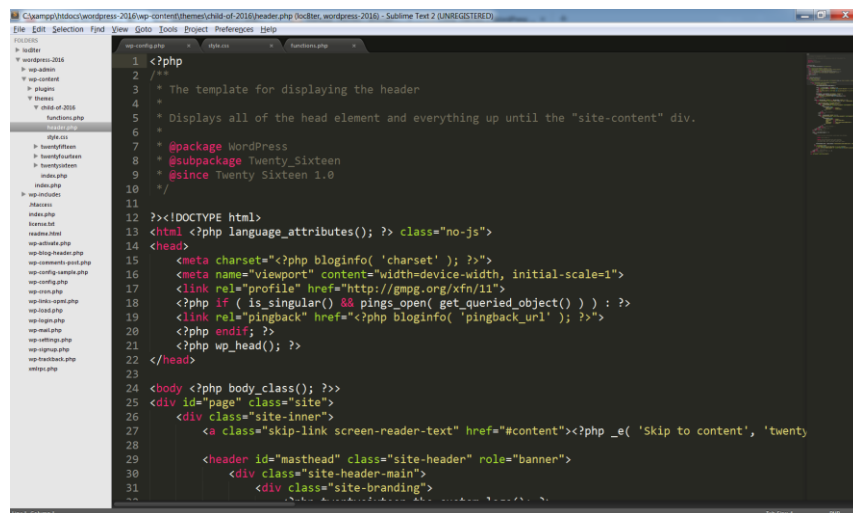 C:\xampp\htdocs\wordpress-2016\wp-content\themes\child-of-2016\header.php (loc8ter, wordpress-2016) - Sublime Text 2 (UNREGISTERED)
File Edit Selection Find View Goto Tools Project Preferences Help
FOLDERS
loc8ter
wordpress-2016
wp-admin
wp-content
plugins
themes
child-of-2016
functions.php
header.php
style.css
twentyfifteen
twentyfourteen
twentysixteen
index.php
index.php
wp-includes
.htaccess
index.php
license.txt
readme.html
wp-activate.php
wp-blog-header.php
wp-comments-post.php
wp-config-sample.php
wp-config.php
wp-cron.php
wp-links-opml.php
wp-load.php
wp-login.php
wp-mail.php
wp-settings.php
wp-signup.php
wp-trackback.php
xmlrpc.php
wp-config.php x style.css x functions.php x
1 <?php
2 /**
3 * The template for displaying the header
4 *
5 * Displays all of the head element and everything up until the "site-content" div.
6 *
7 * @package WordPress
8 * @subpackage Twenty_Sixteen
9 * @since Twenty Sixteen 1.0
10 */
11
12 ?><!DOCTYPE html>
13 <html <?php language_attributes(); ?> class="no-js">
14 <head>
15 <meta charset="<?php bloginfo( 'charset' ); ?>">
16 <meta name="viewport" content="width=device-width, initial-scale=1">
17 <link rel="profile" href="http://gmpg.org/xfn/11">
18 <?php if ( is_singular() && pings_open( get_queried_object() ) ) : ?>
19 <link rel="pingback" href="<?php bloginfo( 'pingback_url' ); ?>">
20 <?php endif; ?>
21 <?php wp_head(); ?>
22 </head>
23
24 <body <?php body_class(); ?>>
25 <div id="page" class="site">
26 <div class="site-inner">
27 <a class="skip-link screen-reader-text" href="#content"><?php _e( 'Skip to content', 'twenty
28
29 <header id="masthead" class="site-header" role="banner">
30 <div class="site-header-main">
31 <div class="site-branding">